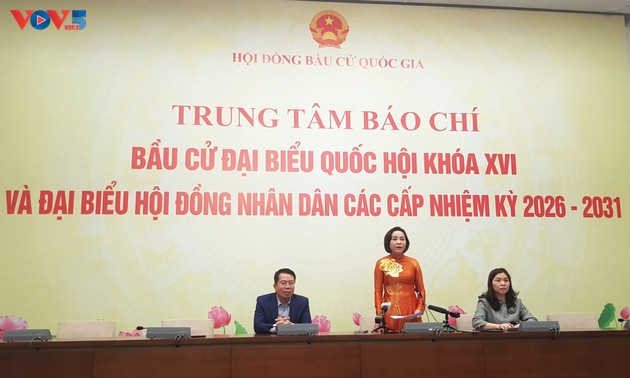 VOV5
WORLD
HỘI ĐỒNG BẦU CỬ QUỐC GIA
TRUNG TÂM BÁO CHÍ
BẦU CỬ ĐẠI BIỂU QUỐC HỘI KHÓA XVI
VÀ ĐẠI BIỂU HỘI ĐỒNG NHÂN DÂN CÁC CẤP NHIỆM KỲ 2026 - 2031